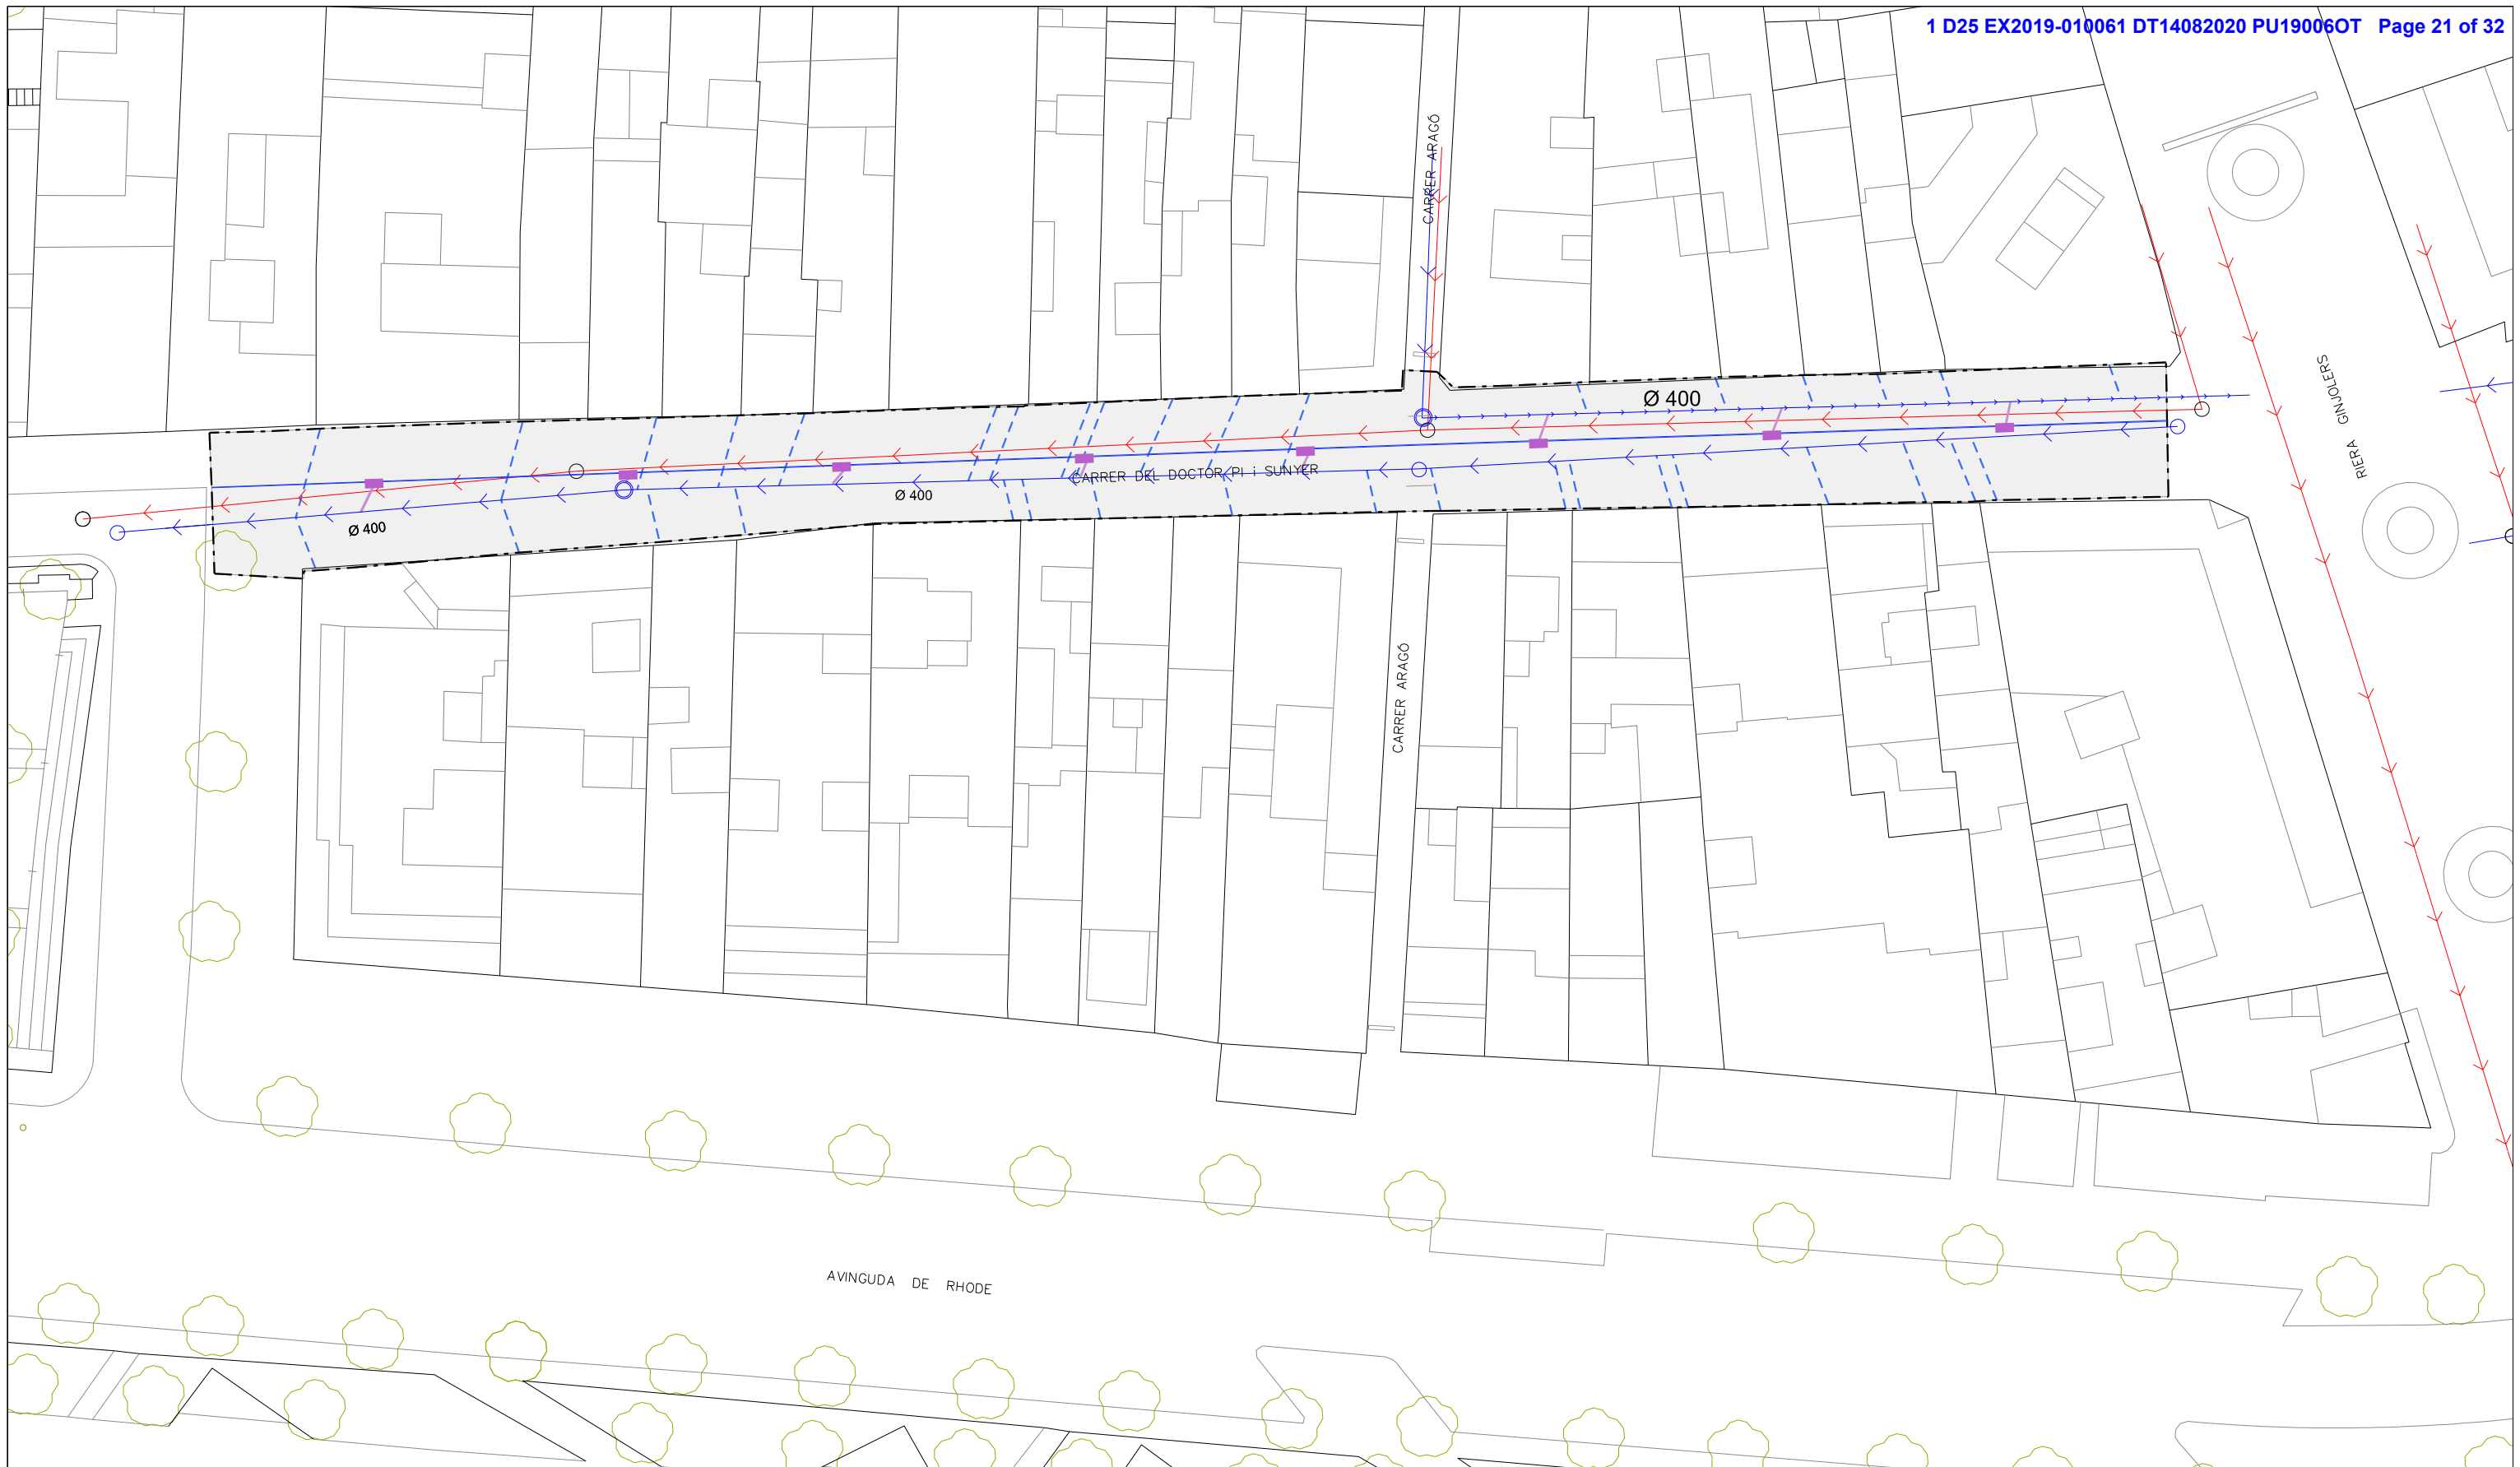 1 D25 EX2019-010061 DT14082020 PU19006OT Page 21 of 32
CARRER ARAGÓ
RIERA GINJOLERS
Ø 400
CARRER DEL DOCTOR PI i SUNYER
Ø 400
Ø 400
CARRER ARAGÓ
AVINGUDA DE RHODE